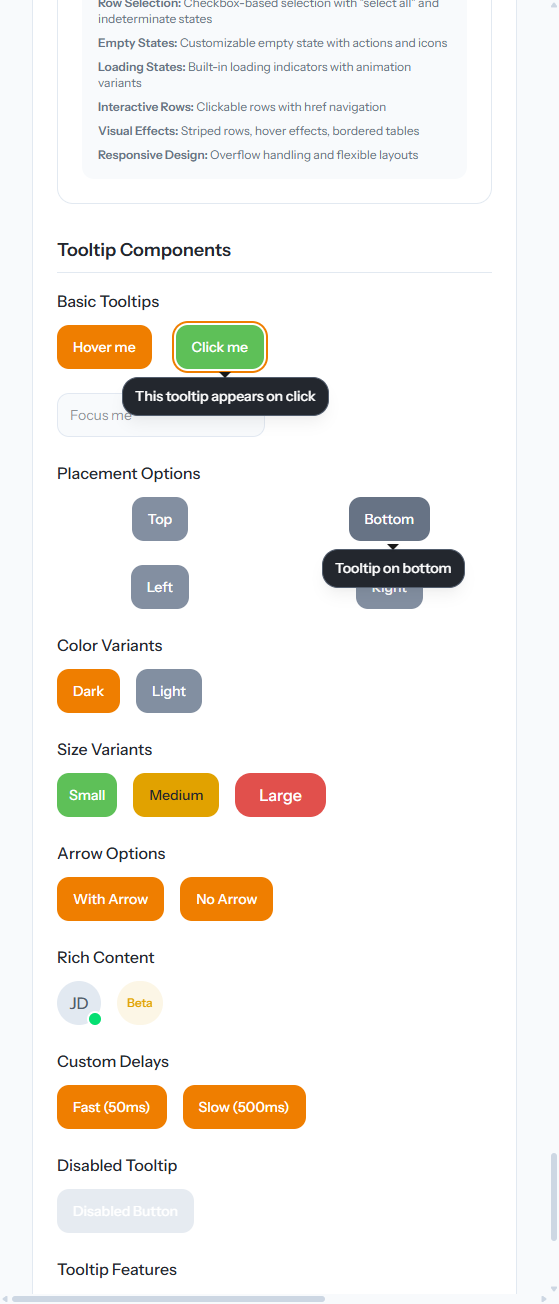 Row Selection: Checkbox-based selection with "select all" and
indeterminate states
Empty States: Customizable empty state with actions and icons
Loading States: Built-in loading indicators with animation
variants
Interactive Rows: Clickable rows with href navigation
Visual Effects: Striped rows, hover effects, bordered tables
Responsive Design: Overflow handling and flexible layouts
Tooltip Components
Basic Tooltips
Hover me
Click me
This tooltip appears on click
Focus me
Placement Options
Top
Bottom
Tooltip on bottom
Left
Right
Color Variants
Dark
Light
Size Variants
Small
Medium
Large
Arrow Options
With Arrow
No Arrow
Rich Content
JD
Beta
Custom Delays
Fast (50ms)
Slow (500ms)
Disabled Tooltip
Disabled Button
Tooltip Features